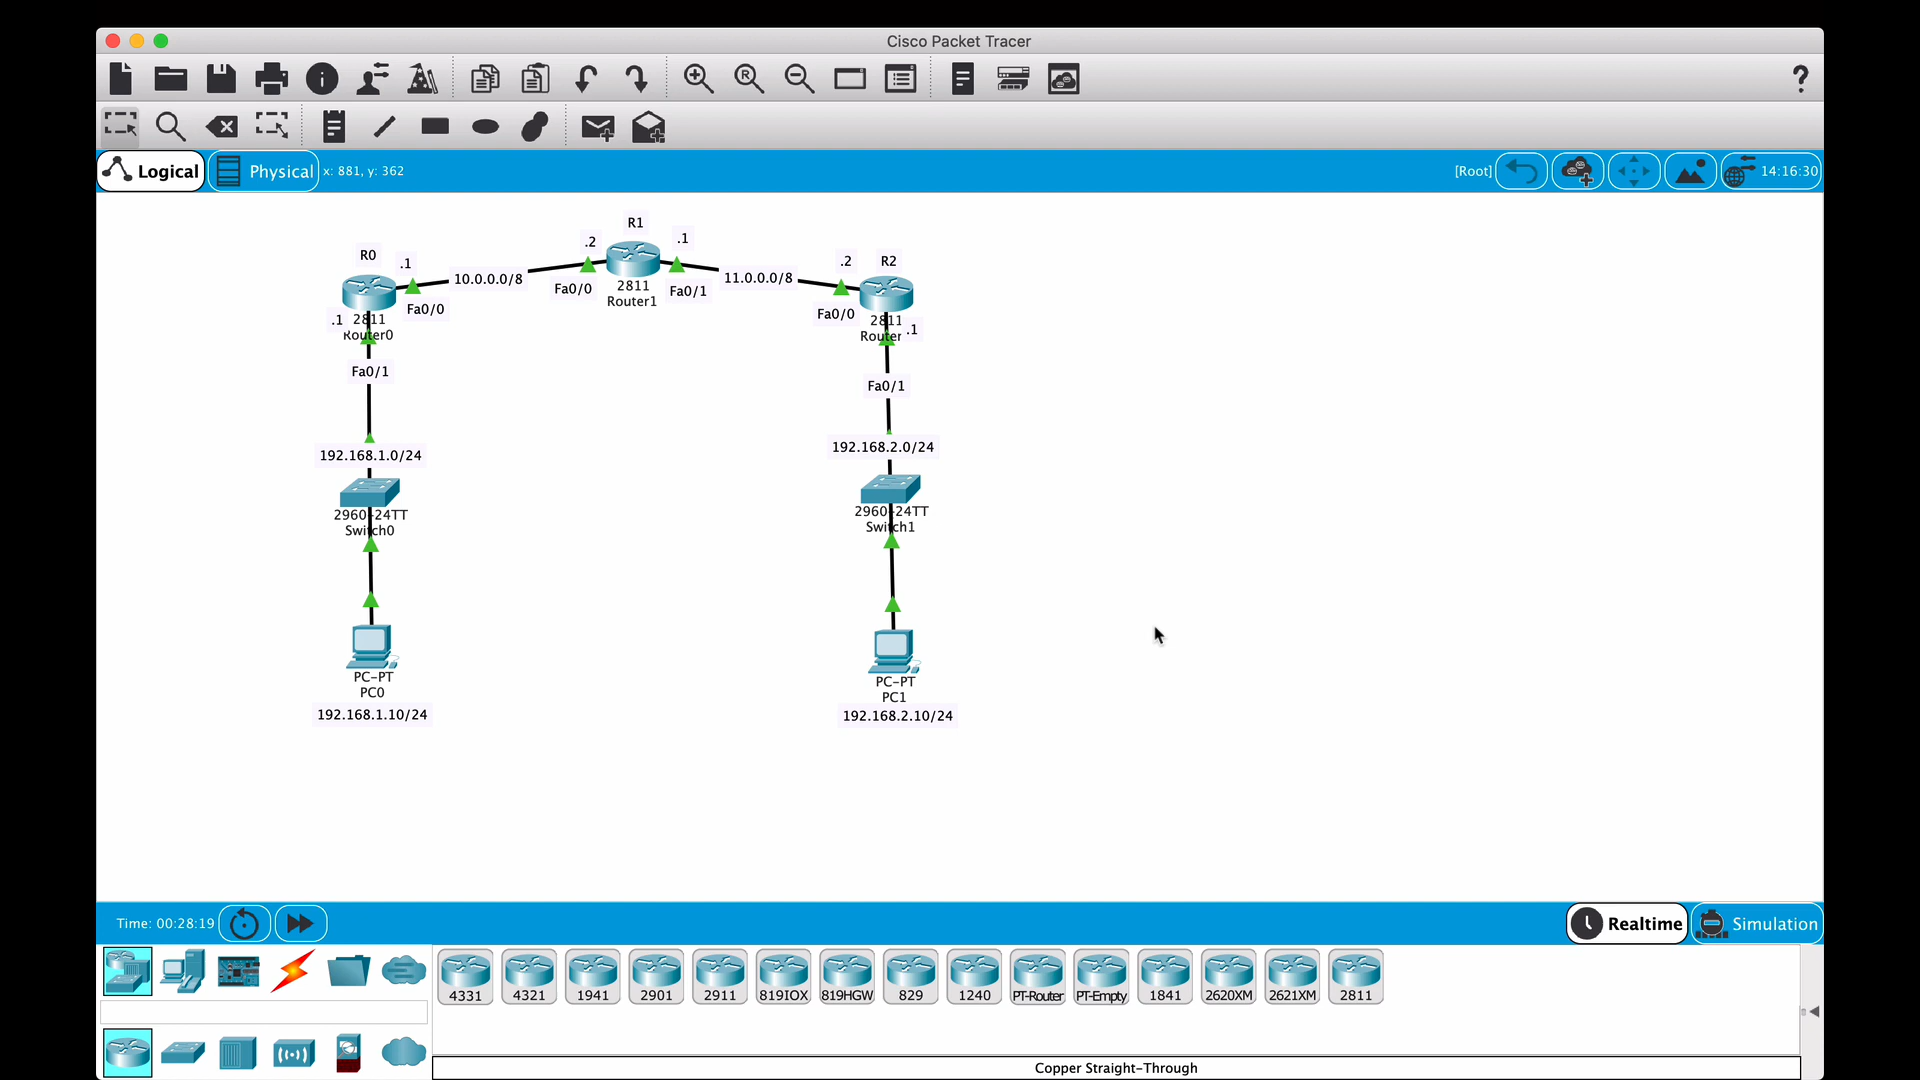 Cisco Packet Tracer
Logical
Physical
x: 881, y: 362
[Root]
14:16:30
R1
.2
.1
R0
.1
10.0.0.0/8
11.0.0.0/8
.2
R2
Fa0/0
2811
Router1
Fa0/1
Fa0/0
Fa0/0
.1
2811
Router0
2811
Router
.1
Fa0/1
Fa0/1
192.168.1.0/24
192.168.2.0/24
2960-24TT
Switch0
2960-24TT
Switch1
PC-PT
PC0
192.168.1.10/24
PC-PT
PC1
192.168.2.10/24
Time: 00:28:19
Realtime
Simulation
4331
4321
1941
2901
2911
819IOX
819HGW
829
1240
PT-Router
PT-Empty
1841
2620XM
2621XM
2811
Copper Straight-Through